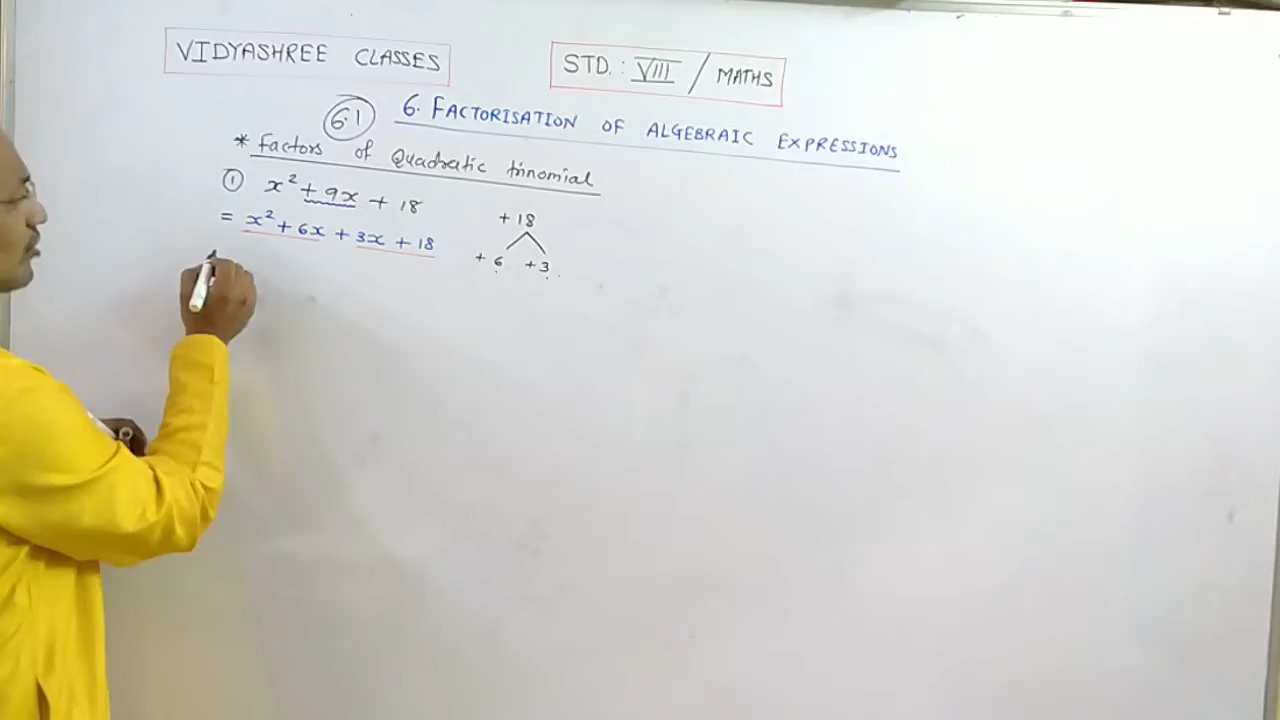 VIDYASHREE CLASSES
STD. : VIII / MATHS
6.1
6. FACTORISATION OF ALGEBRAIC EXPRESSIONS
* Factors of Quadratic trinomial
① x² + 9x + 18
= x² + 6x + 3x + 18
+ 18
+ 6 + 3